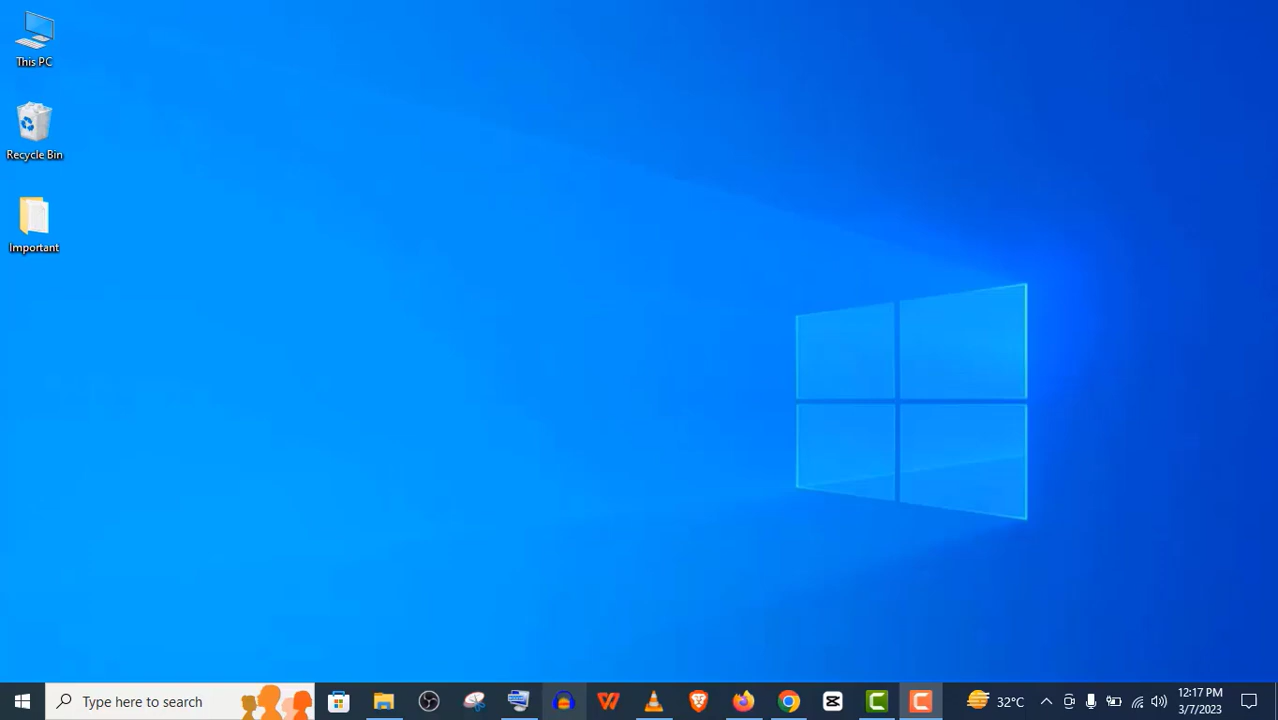 This PC
Recycle Bin
Important
Type here to search
32°C
12:17 PM
3/7/2023